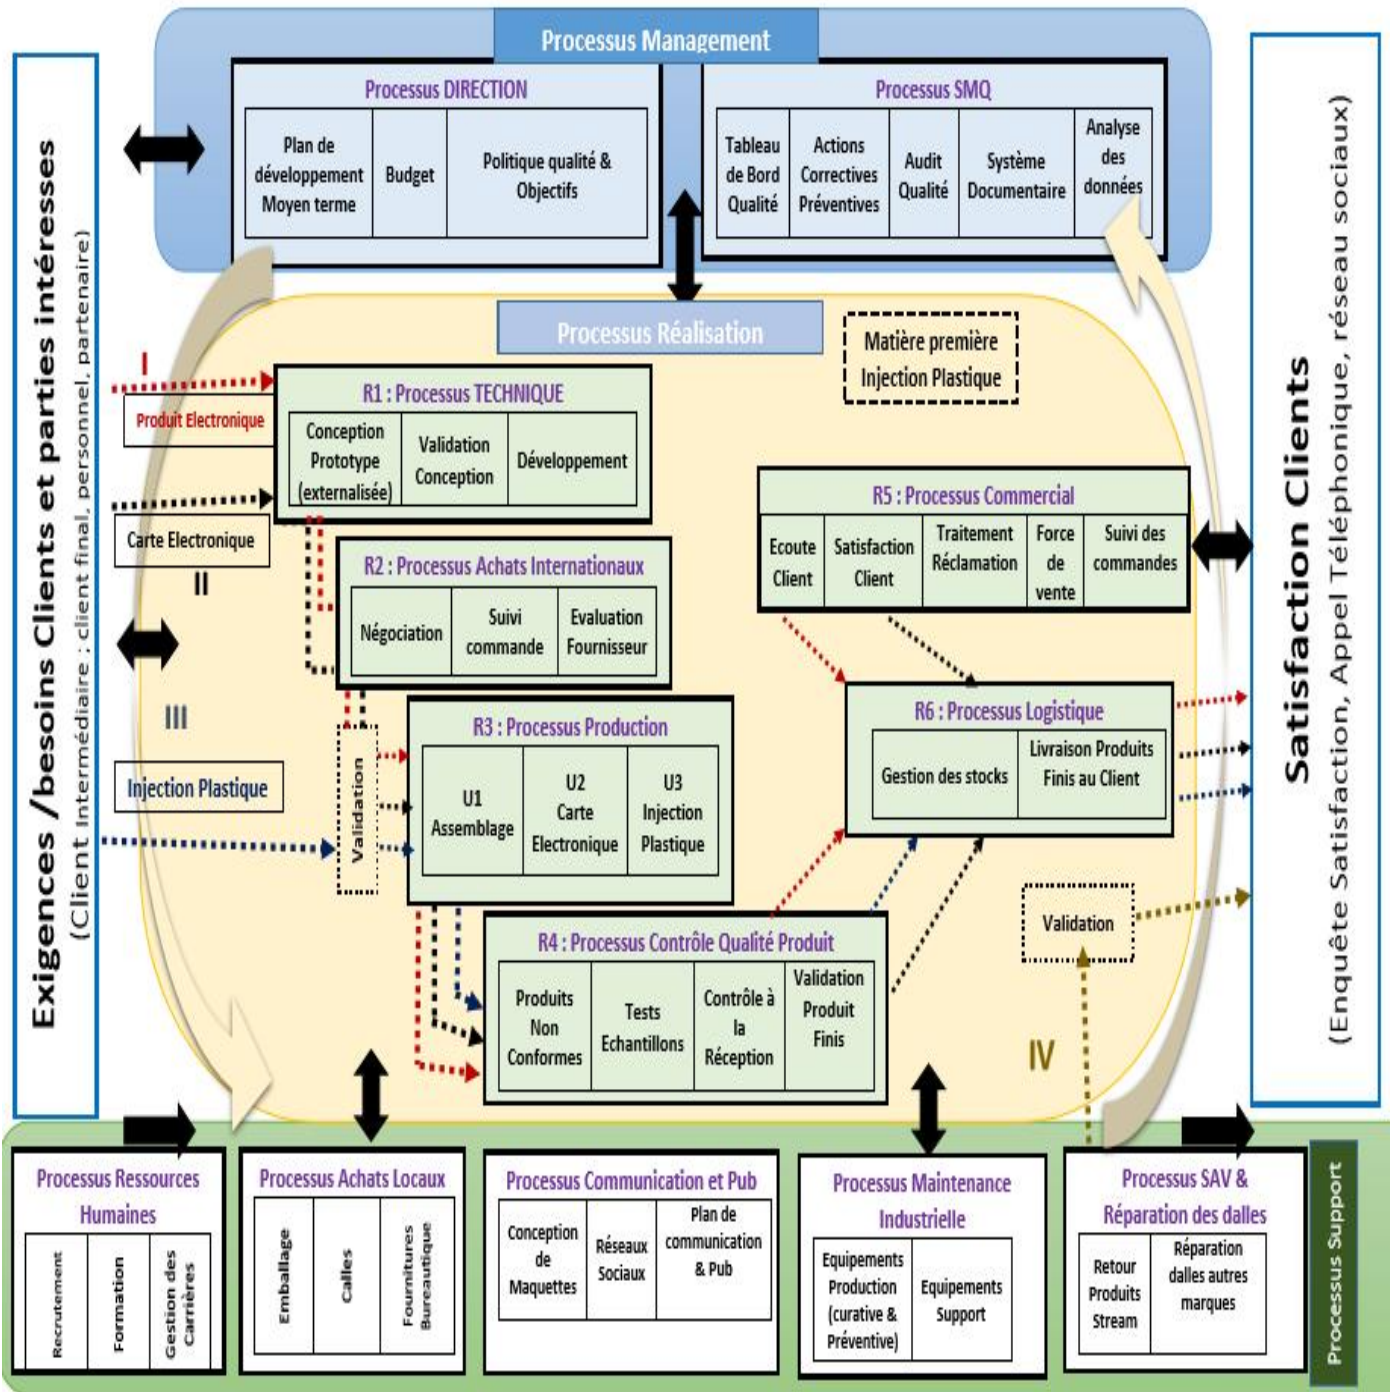 Processus Management
Processus DIRECTION
Plan de
développement
Moyen terme
Budget
Politique qualité &
Objectifs
Processus SMQ
Tableau
de Bord
Qualité
Actions
Correctives
Préventives
Audit
Qualité
Système
Documentaire
Analyse
des
données
Exigences /besoins Clients et parties intéresses
(Client Intermédiaire ; client final, personnel, partenaire)
Processus Réalisation
Matière première
Injection Plastique
I
Produit Electronique
Carte Electronique
II
III
Injection Plastique
R1 : Processus TECHNIQUE
Conception
Prototype
(externalisée)
Validation
Conception
Développement
R2 : Processus Achats Internationaux
Négociation
Suivi
commande
Evaluation
Fournisseur
Validation
R3 : Processus Production
U1
Assemblage
U2
Carte
Electronique
U3
Injection
Plastique
R4 : Processus Contrôle Qualité Produit
Produits
Non
Conformes
Tests
Echantillons
Contrôle à
la
Réception
Validation
Produit
Finis
R5 : Processus Commercial
Ecoute
Client
Satisfaction
Client
Traitement
Réclamation
Force
de
vente
Suivi des
commandes
R6 : Processus Logistique
Gestion des stocks
Livraison Produits
Finis au Client
Validation
IV
Satisfaction Clients
(Enquête Satisfaction, Appel Téléphonique, réseau sociaux)
Processus Ressources
Humaines
Recrutement
Formation
Gestion des
Carrières
Processus Achats Locaux
Emballage
Calles
Fournitures
Bureautique
Processus Communication et Pub
Conception
de
Maquettes
Réseaux
Sociaux
Plan de
communication
& Pub
Processus Maintenance
Industrielle
Equipements
Production
(curative &
Préventive)
Equipements
Support
Processus SAV &
Réparation des dalles
Retour
Produits
Stream
Réparation
dalles autres
marques
Processus Support